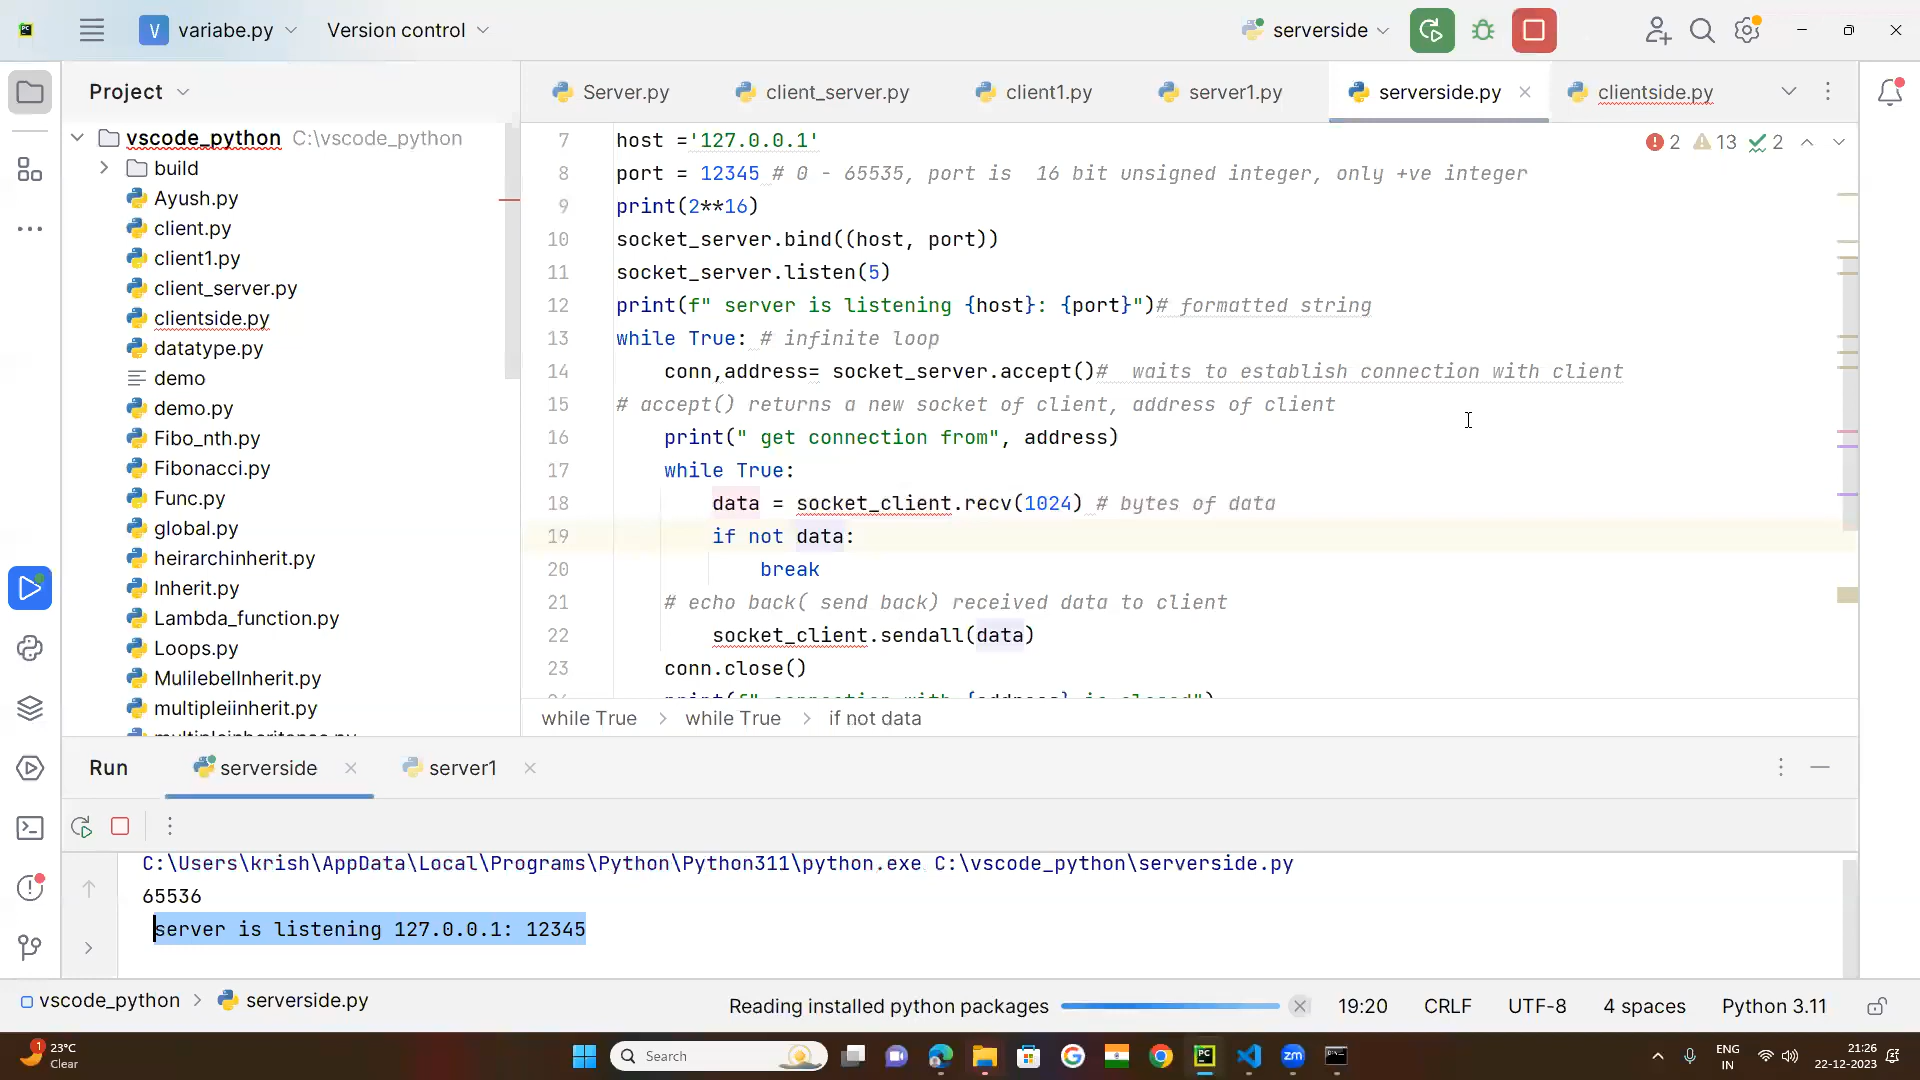 V variabe.py Version control serverside
Project
Server.py client_server.py client1.py server1.py serverside.py clientside.py
vscode_python C:\vscode_python
build
Ayush.py
client.py
client1.py
client_server.py
clientside.py
datatype.py
demo
demo.py
Fibo_nth.py
Fibonacci.py
Func.py
global.py
heirarchinherit.py
Inherit.py
Lambda_function.py
Loops.py
MulilebelInherit.py
multipleiinherit.py
2 13 2
7 host ='127.0.0.1'
8 port = 12345 # 0 - 65535, port is  16 bit unsigned integer, only +ve integer
9 print(2**16)
10 socket_server.bind((host, port))
11 socket_server.listen(5)
12 print(f" server is listening {host}: {port}")# formatted string
13 while True: # infinite loop
14 conn,address= socket_server.accept()#  waits to establish connection with client
15 # accept() returns a new socket of client, address of client
16 print(" get connection from", address)
17 while True:
18 data = socket_client.recv(1024) # bytes of data
19 if not data:
20 break
21 # echo back( send back) received data to client
22 socket_client.sendall(data)
23 conn.close()
while True > while True > if not data
Run serverside server1
C:\Users\krish\AppData\Local\Programs\Python\Python311\python.exe C:\vscode_python\serverside.py
65536
server is listening 127.0.0.1: 12345
vscode_python > serverside.py Reading installed python packages 19:20 CRLF UTF-8 4 spaces Python 3.11
1 23°C
Clear
Search
ENG
IN
21:26
22-12-2023